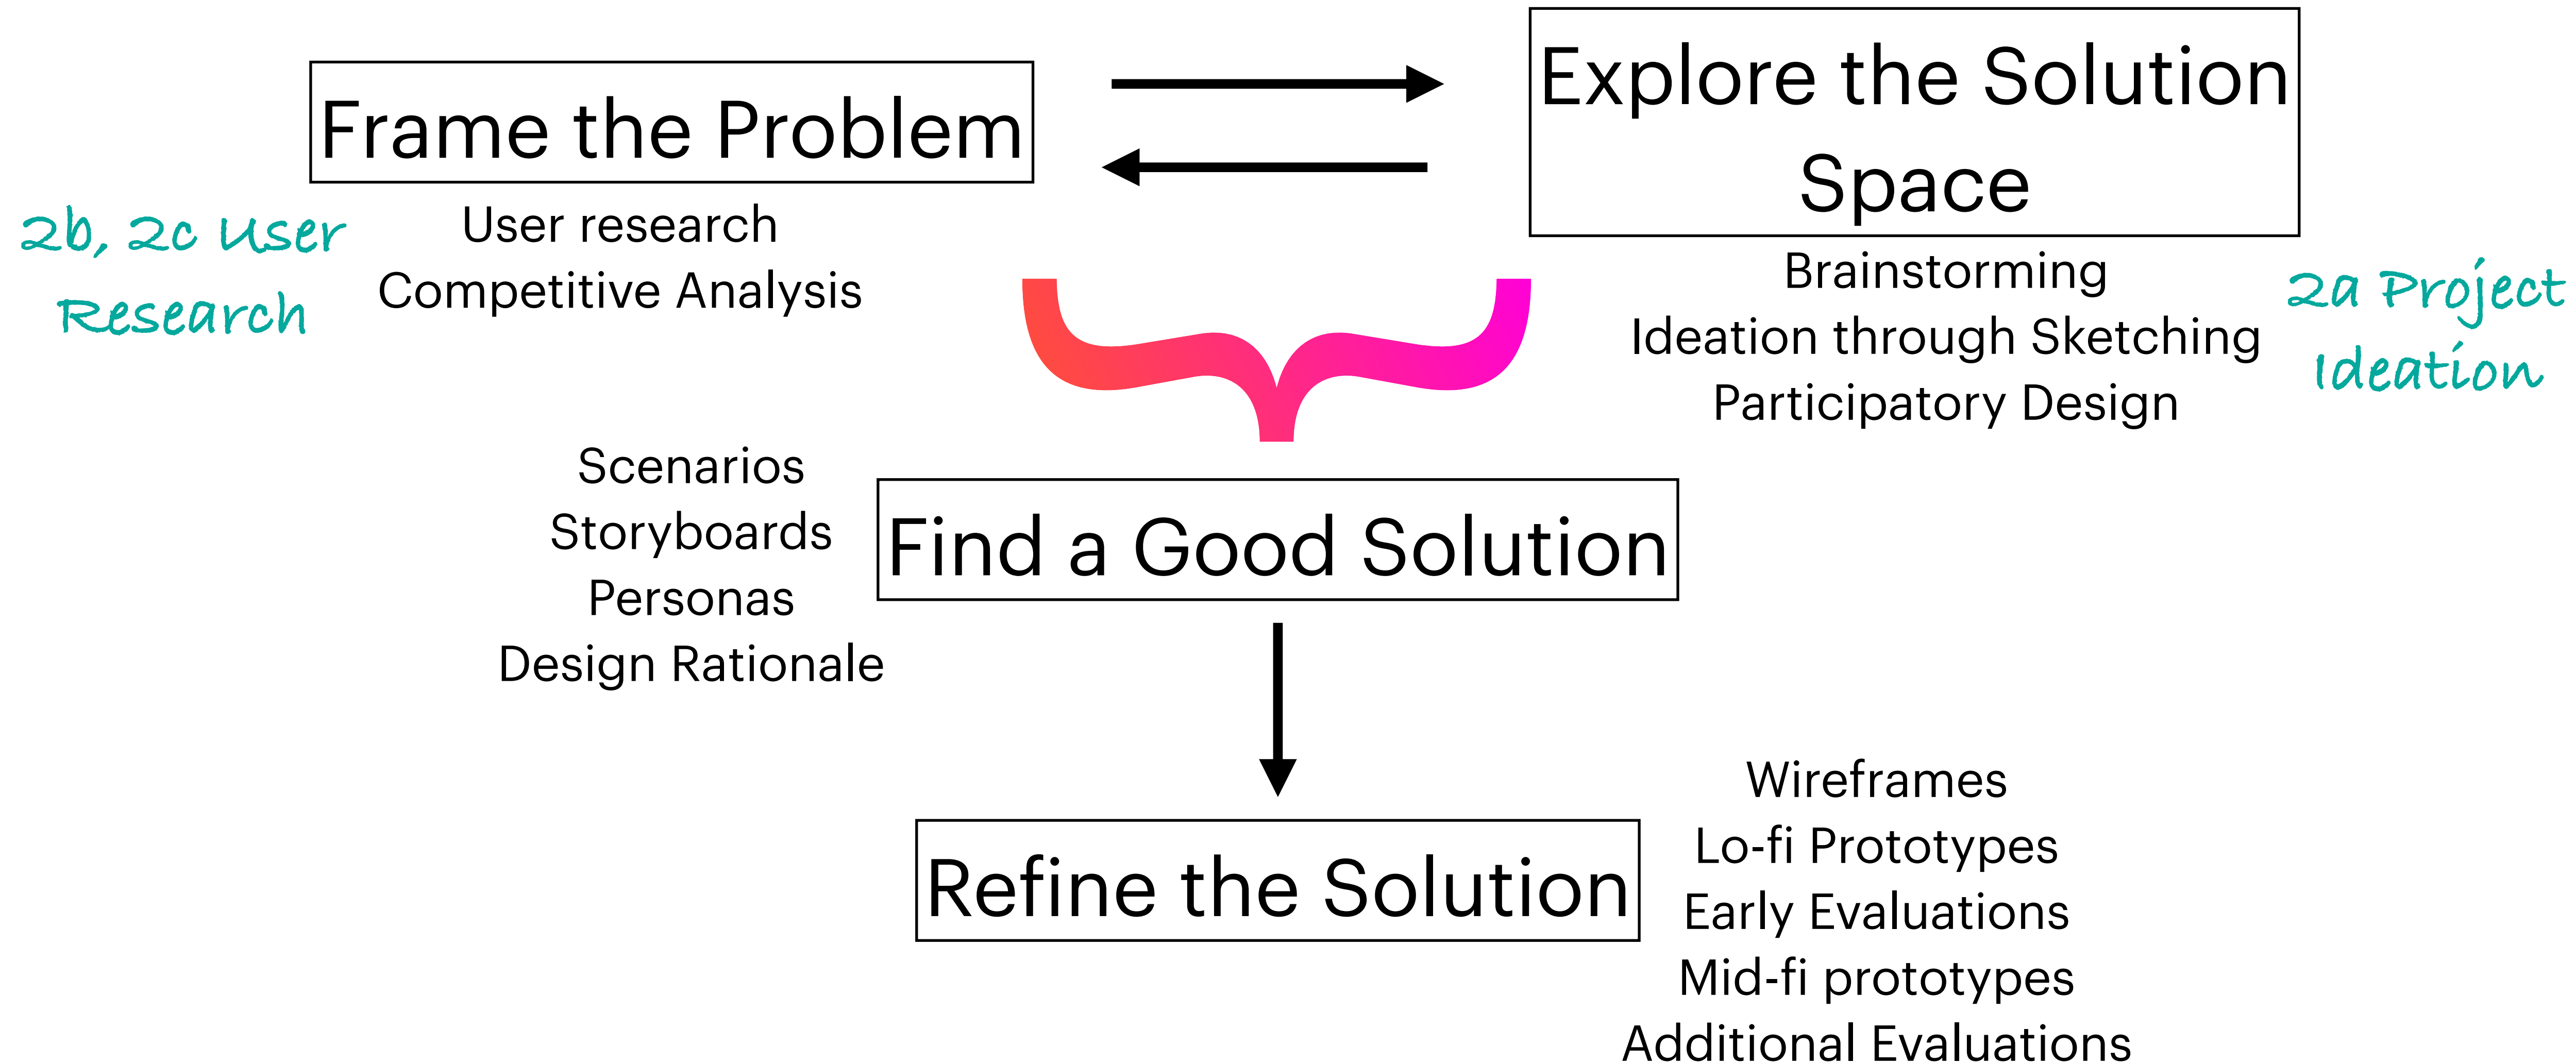 Frame the Problem
Explore the Solution
Space
2b, 2c User
Research
User research
Competitive Analysis
Brainstorming
Ideation through Sketching
Participatory Design
2a Project
Ideation
Scenarios
Storyboards
Personas
Design Rationale
Find a Good Solution
Refine the Solution
Wireframes
Lo-fi Prototypes
Early Evaluations
Mid-fi prototypes
Additional Evaluations